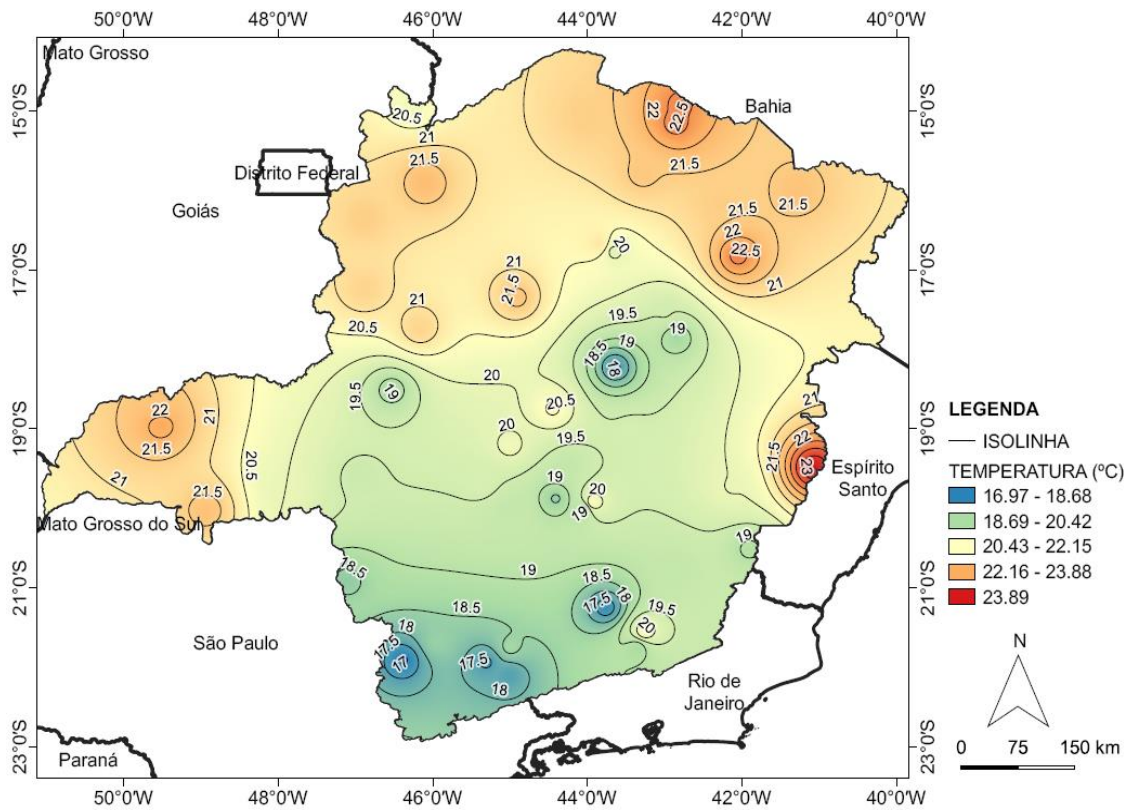 50°0'W 48°0'W 46°0'W 44°0'W 42°0'W 40°0'W
Mato Grosso
15°0'S
Bahia
15°0'S
20.5
22
22.5
21
21.5
21.5
Distrito Federal
Goiás
21.5
21.5
22
20
22.5
17°0'S
17°0'S
21
21
21.5
21
20.5
19.5
19
18.5
19
18
20
19.5
19
21
22
21
20.5
20
19.5
21.5
22
23
19°0'S
19°0'S
21.5
20.5
21
21.5
19
20
19
Espírito
Santo
Mato Grosso do Sul
19
18.5
19
18.5
18
17.5
19.5
20
21°0'S
21°0'S
18.5
18
17.5
17
17.5
18
São Paulo
Rio de
Janeiro
23°0'S
23°0'S
Paraná
50°0'W 48°0'W 46°0'W 44°0'W 42°0'W 40°0'W
LEGENDA
ISOLINHA
TEMPERATURA (ºC)
16.97 - 18.68
18.69 - 20.42
20.43 - 22.15
22.16 - 23.88
23.89
N
0 75 150 km